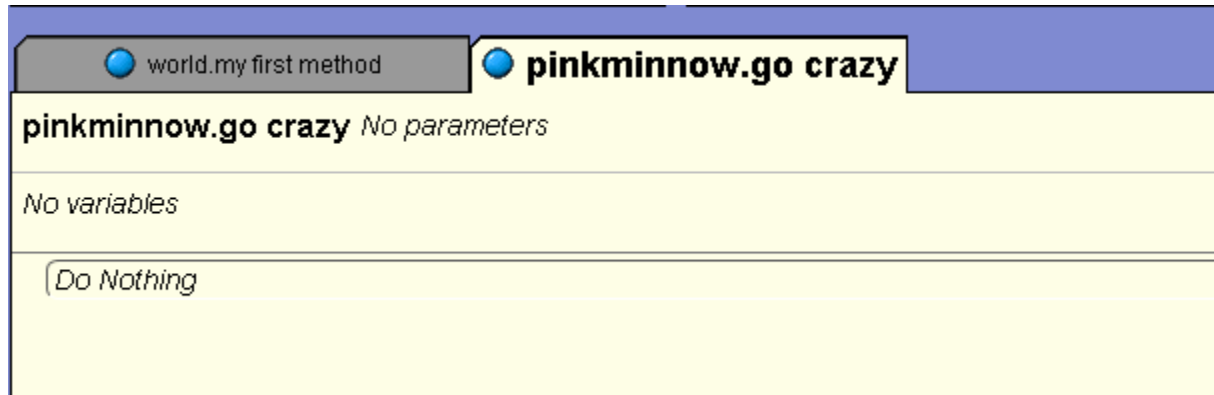 world.my first method
pinkminnow.go crazy
pinkminnow.go crazy No parameters
No variables
Do Nothing